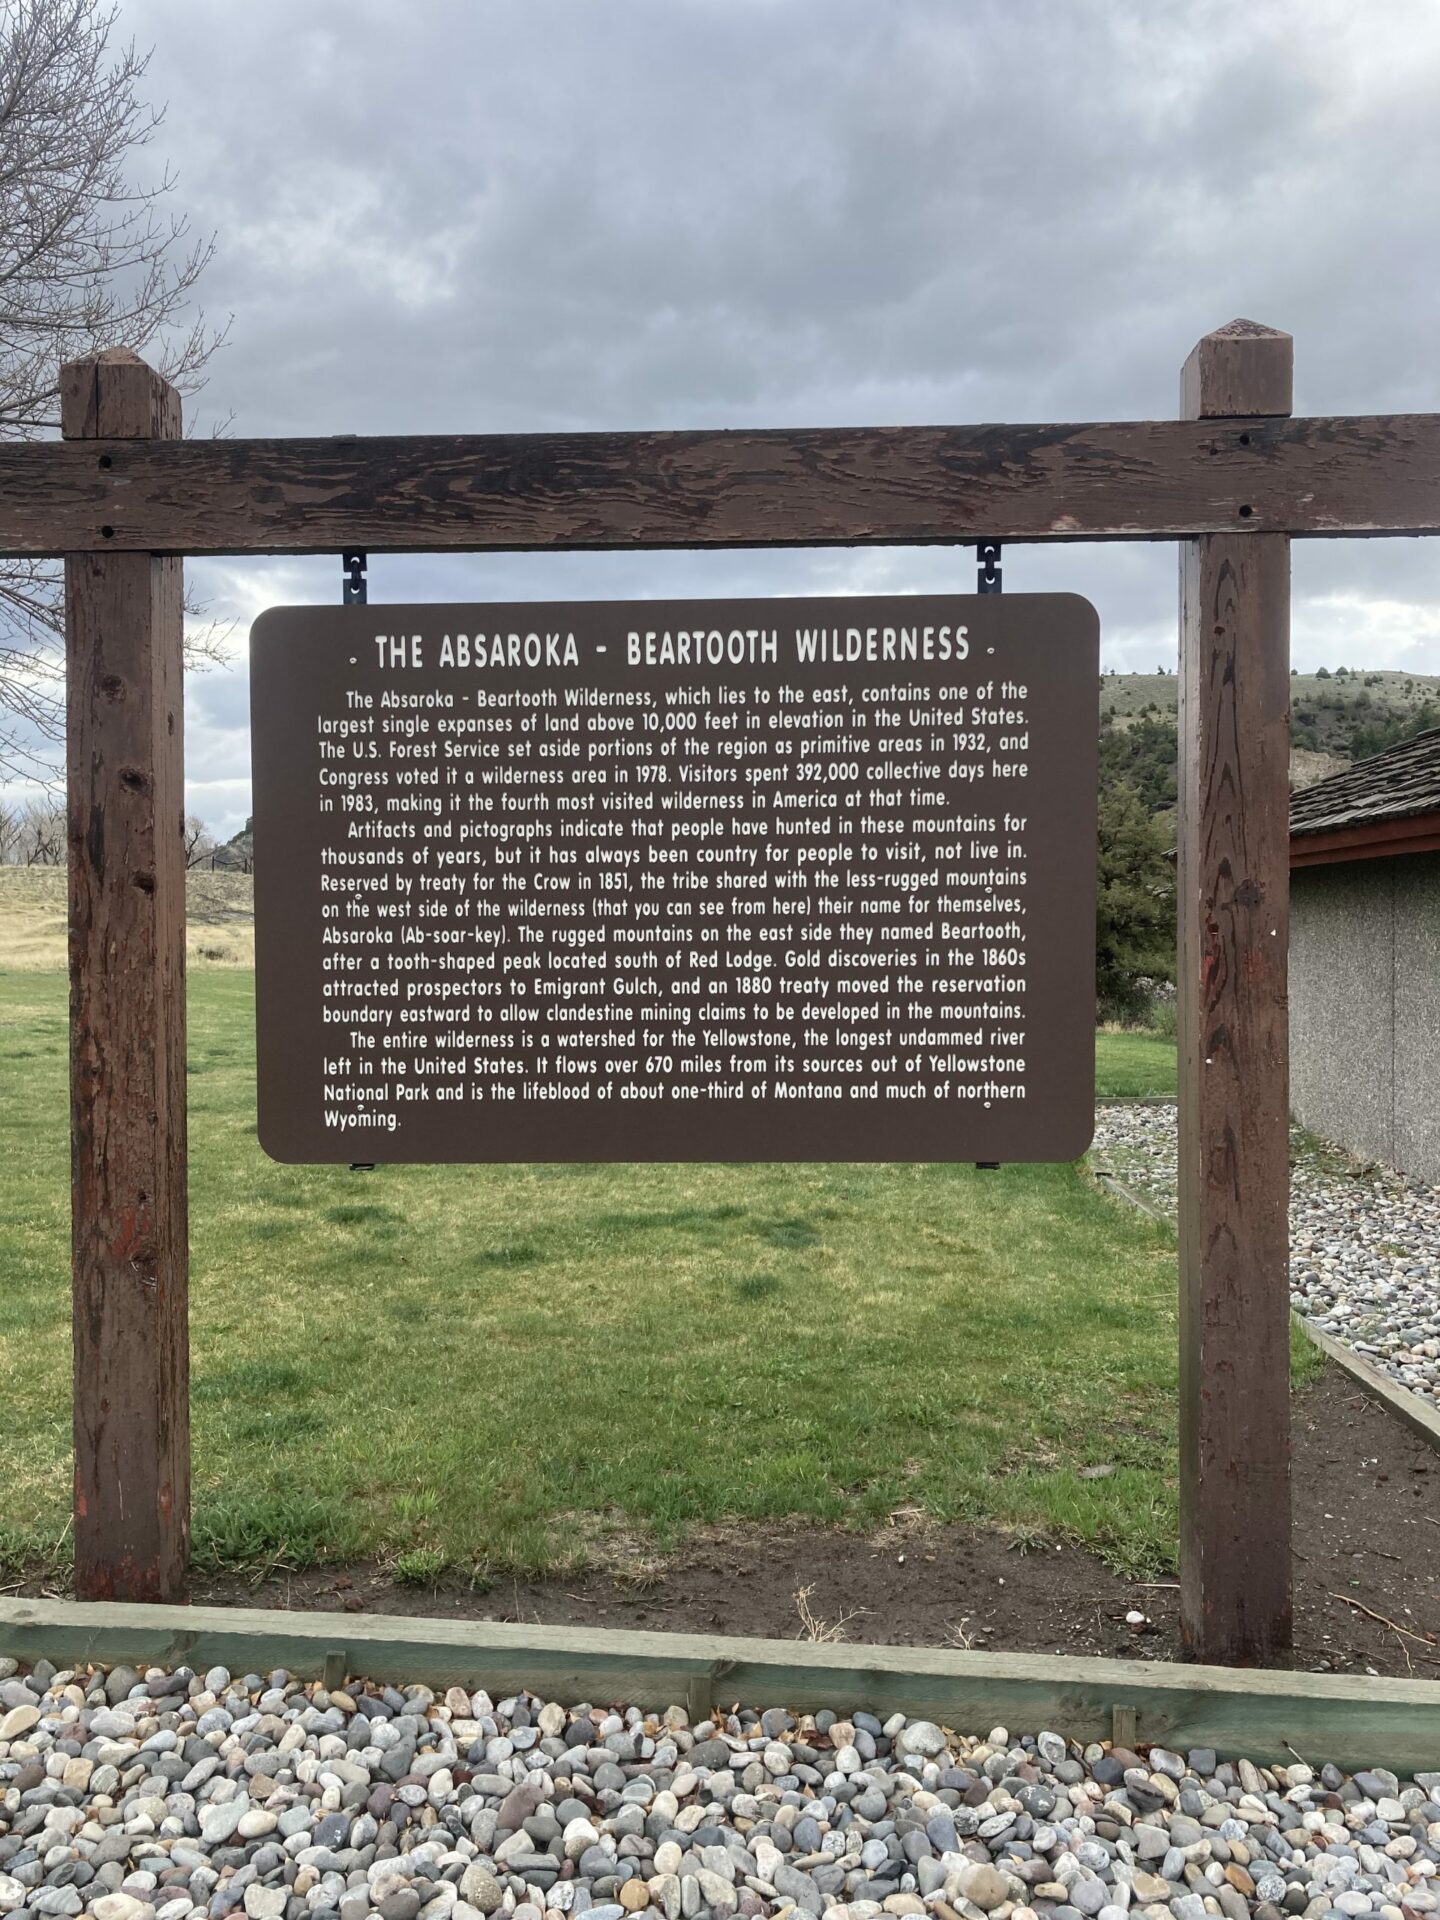 THE ABSAROKA - BEARTOOTH WILDERNESS
The Absaroka - Beartooth Wilderness, which lies to the east, contains one of the
largest single expanses of land above 10,000 feet in elevation in the United States.
The U.S. Forest Service set aside portions of the region as primitive areas in 1932, and
Congress voted it a wilderness area in 1978. Visitors spent 392,000 collective days here
in 1983, making it the fourth most visited wilderness in America at that time.
Artifacts and pictographs indicate that people have hunted in these mountains for
thousands of years, but it has always been country for people to visit, not live in.
Reserved by treaty for the Crow in 1851, the tribe shared with the less-rugged mountains
on the west side of the wilderness (that you can see from here) their name for themselves,
Absaroka (Ab-soar-key). The rugged mountains on the east side they named Beartooth,
after a tooth-shaped peak located south of Red Lodge. Gold discoveries in the 1860s
attracted prospectors to Emigrant Gulch, and an 1880 treaty moved the reservation
boundary eastward to allow clandestine mining claims to be developed in the mountains.
The entire wilderness is a watershed for the Yellowstone, the longest undammed river
left in the United States. It flows over 670 miles from its sources out of Yellowstone
National Park and is the lifeblood of about one-third of Montana and much of northern
Wyoming.